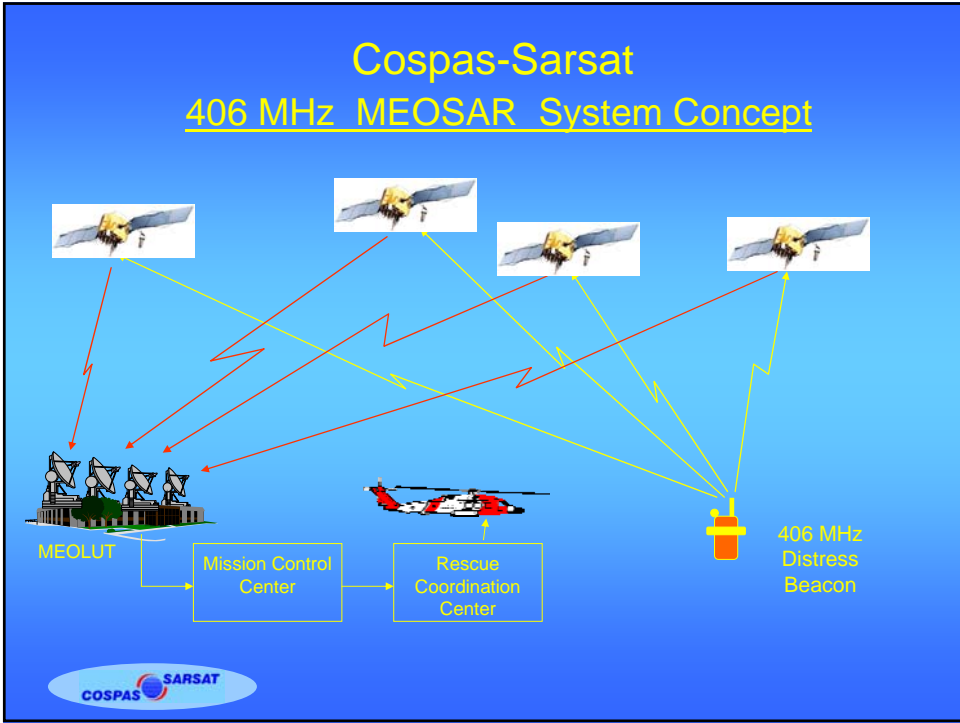 Cospas-Sarsat
406 MHz MEOSAR System Concept
MEOLUT
Mission Control
Center
Rescue
Coordination
Center
406 MHz
Distress
Beacon
COSPAS SARSAT